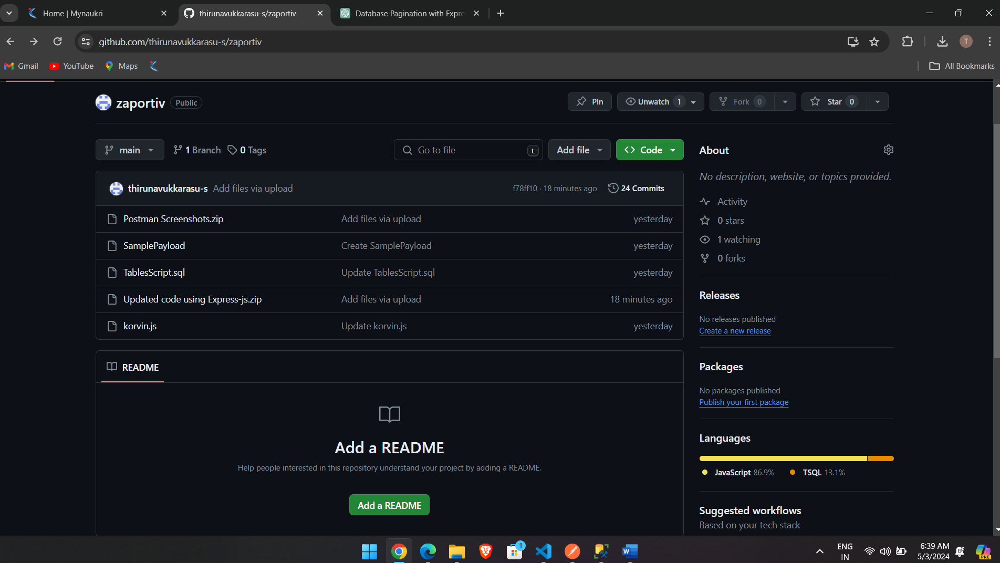 Home | Mynaukri
thirunavukkarasu-s/zaportiv
Database Pagination with Expre
github.com/thirunavukkarasu-s/zaportiv
T
Gmail
YouTube
Maps
All Bookmarks
zaportiv
Public
Pin
Unwatch 1
Fork 0
Star 0
main
1 Branch
0 Tags
Go to file
t
Add file
Code
thirunavukkarasu-s Add files via upload
f78ff10 · 18 minutes ago
24 Commits
Postman Screenshots.zip Add files via upload yesterday
SamplePayload Create SamplePayload yesterday
TablesScript.sql Update TablesScript.sql yesterday
Updated code using Express-js.zip Add files via upload 18 minutes ago
korvin.js Update korvin.js yesterday
README
Add a README
Help people interested in this repository understand your project by adding a README.
Add a README
About
No description, website, or topics provided.
Activity
0 stars
1 watching
0 forks
Releases
No releases published
Create a new release
Packages
No packages published
Publish your first package
Languages
JavaScript 86.9%
TSQL 13.1%
Suggested workflows
Based on your tech stack
1
W
ENG
IN
6:39 AM
5/3/2024
PRE